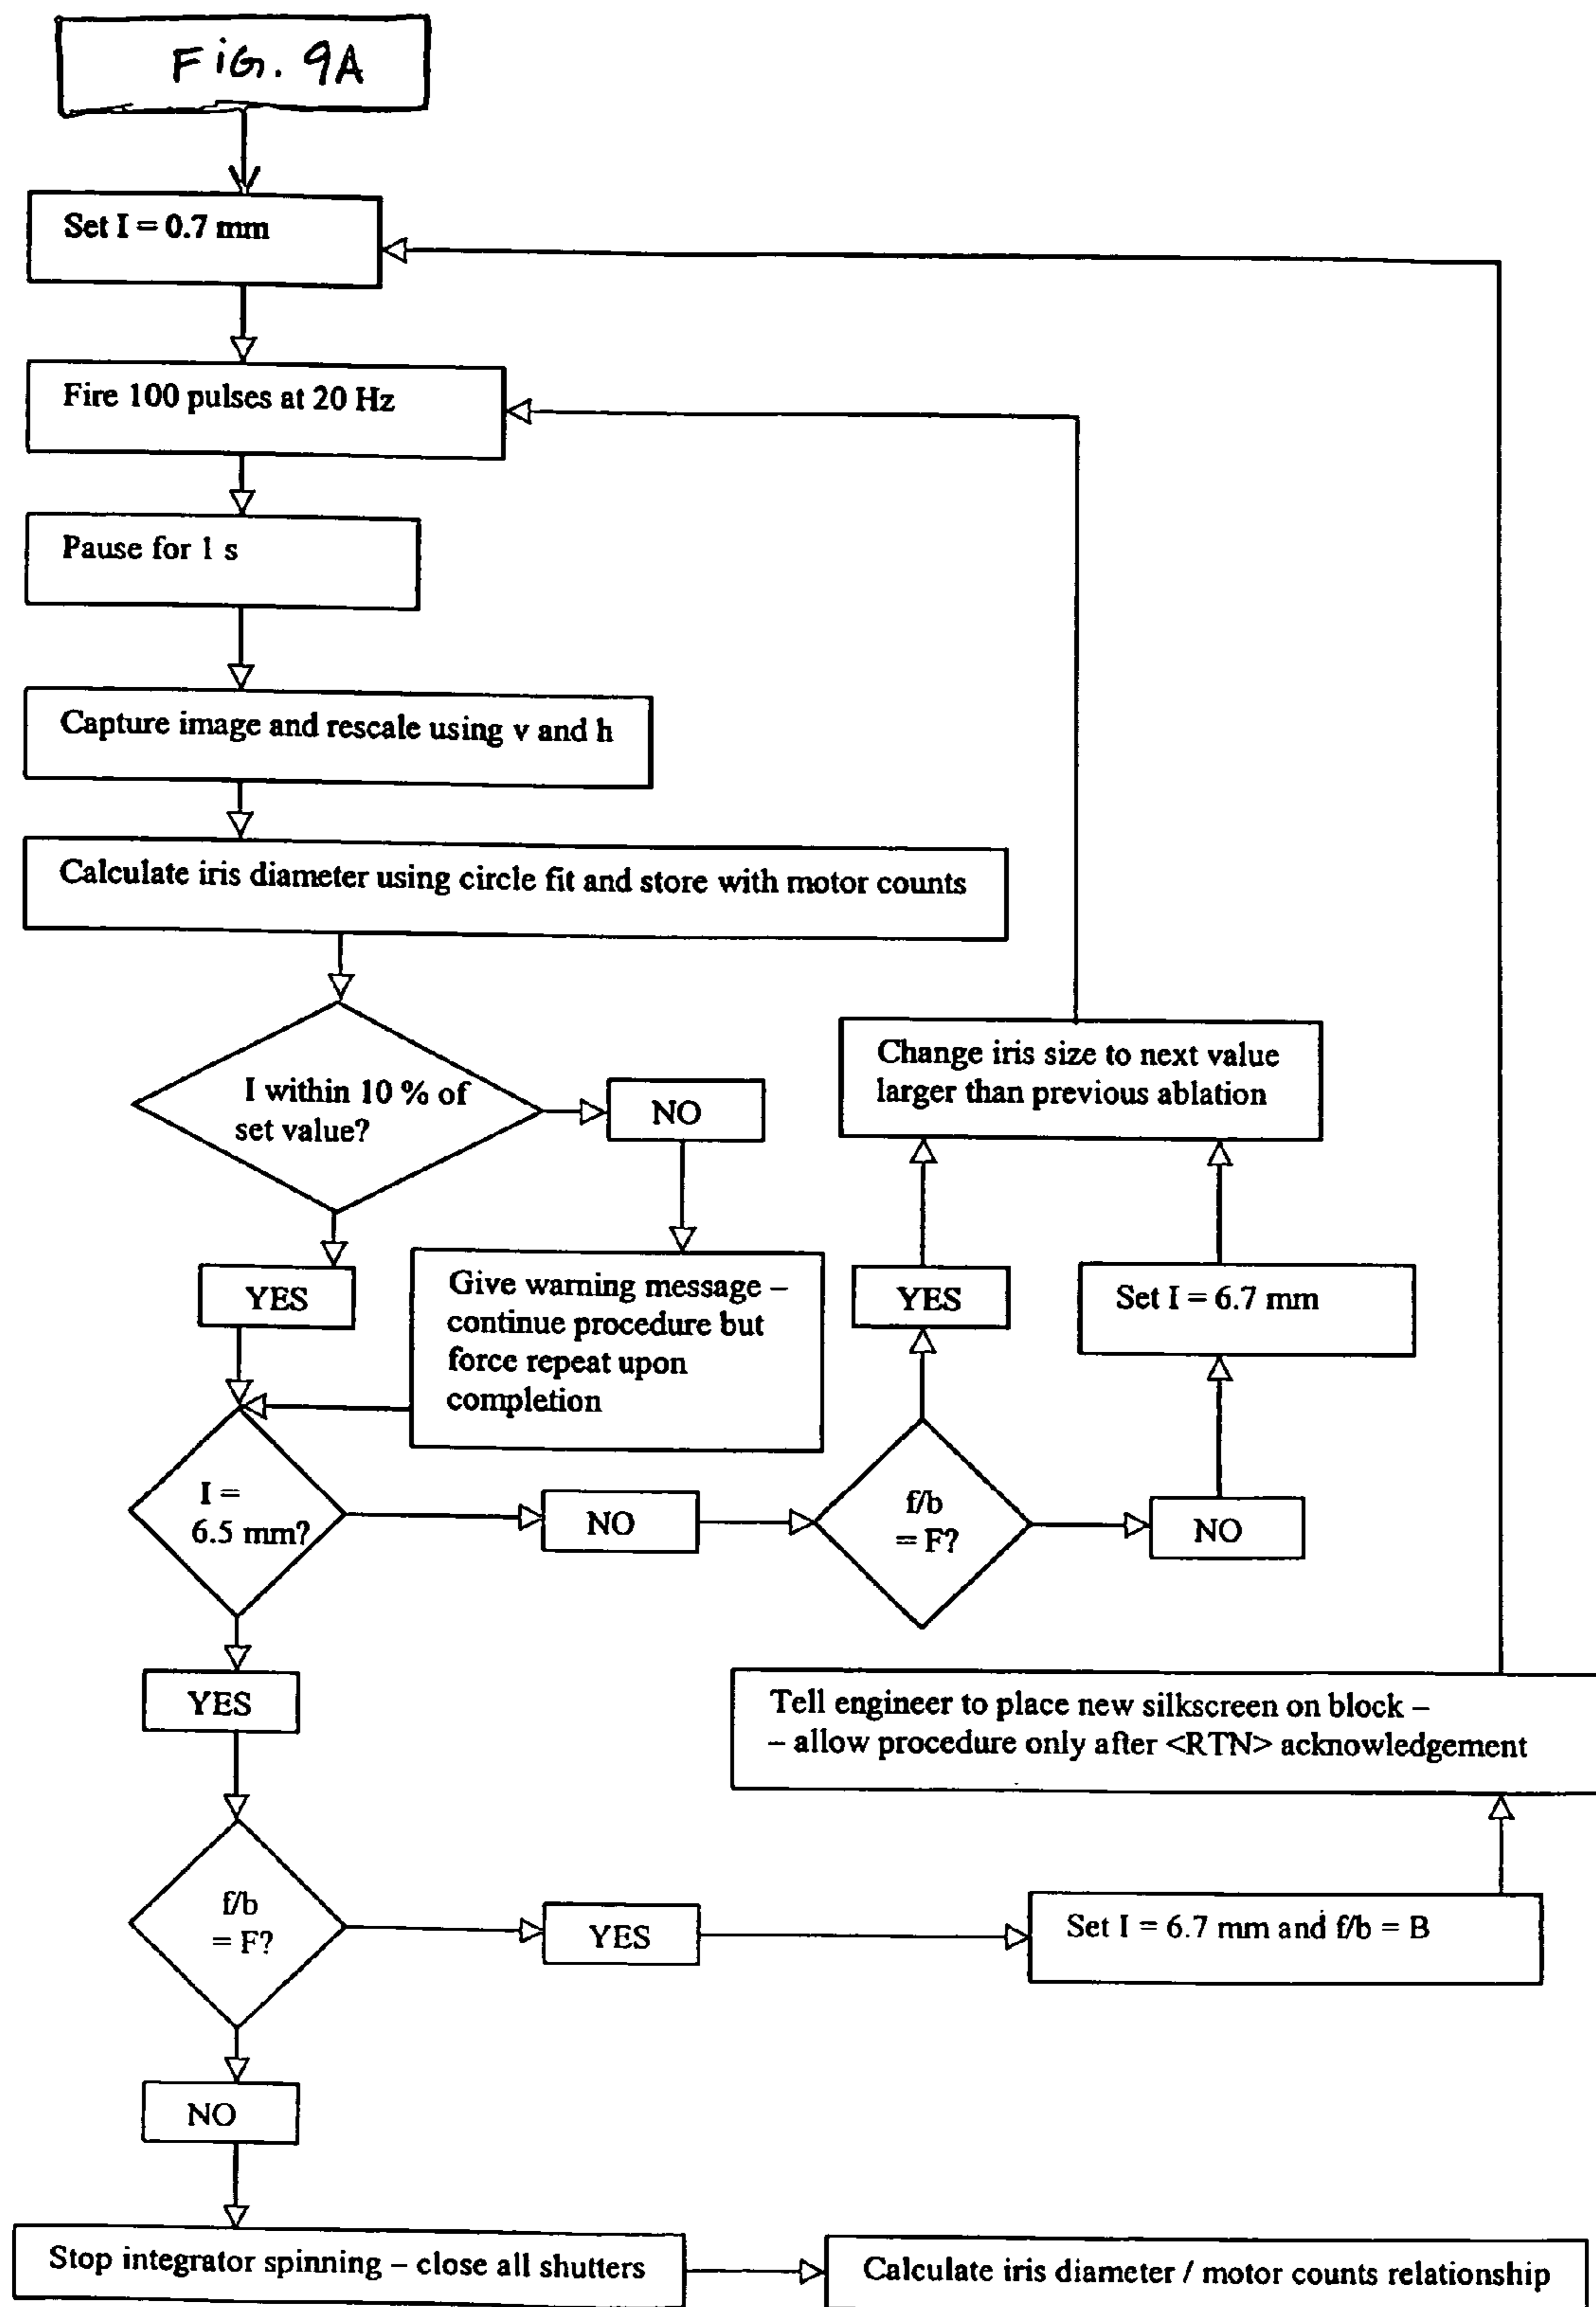 FIG. 9A
Set I = 0.7 mm
Fire 100 pulses at 20 Hz
Pause for 1 s
Capture image and rescale using v and h
Calculate iris diameter using circle fit and store with motor counts
I within 10 % of
set value?
NO
Change iris size to next value
larger than previous ablation
YES
Give warning message –
continue procedure but
force repeat upon
completion
YES
Set I = 6.7 mm
I =
6.5 mm?
NO
f/b
= F?
NO
YES
Tell engineer to place new silkscreen on block –
– allow procedure only after <RTN> acknowledgement
f/b
= F?
YES
Set I = 6.7 mm and f/b = B
NO
Stop integrator spinning – close all shutters
Calculate iris diameter / motor counts relationship